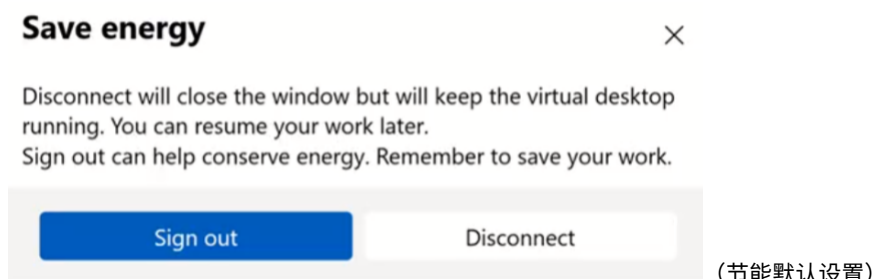 Save energy
Disconnect will close the window but will keep the virtual desktop
running. You can resume your work later.
Sign out can help conserve energy. Remember to save your work.
Sign out Disconnect
（节能默认设置）